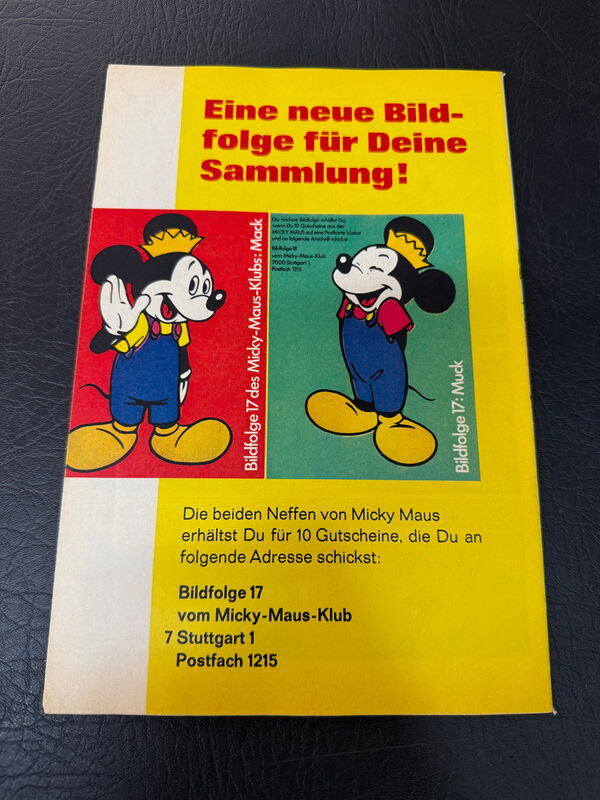 Eine neue Bild-
folge für Deine
Sammlung!
Bildfolge 17 des Micky-Maus-Klubs: Mack
Die nächste Bildfolge erhältst Du,
wenn Du 10 Gutscheine aus der
MICKY MAUS auf eine Postkarte klebst
und an folgende Anschrift schickst:
Bildfolge 18
vom Micky-Maus-Klub
7000 Stuttgart 1,
Postfach 1215
Bildfolge 17: Muck
Die beiden Neffen von Micky Maus
erhältst Du für 10 Gutscheine, die Du an
folgende Adresse schickst:
Bildfolge 17
vom Micky-Maus-Klub
7 Stuttgart 1
Postfach 1215